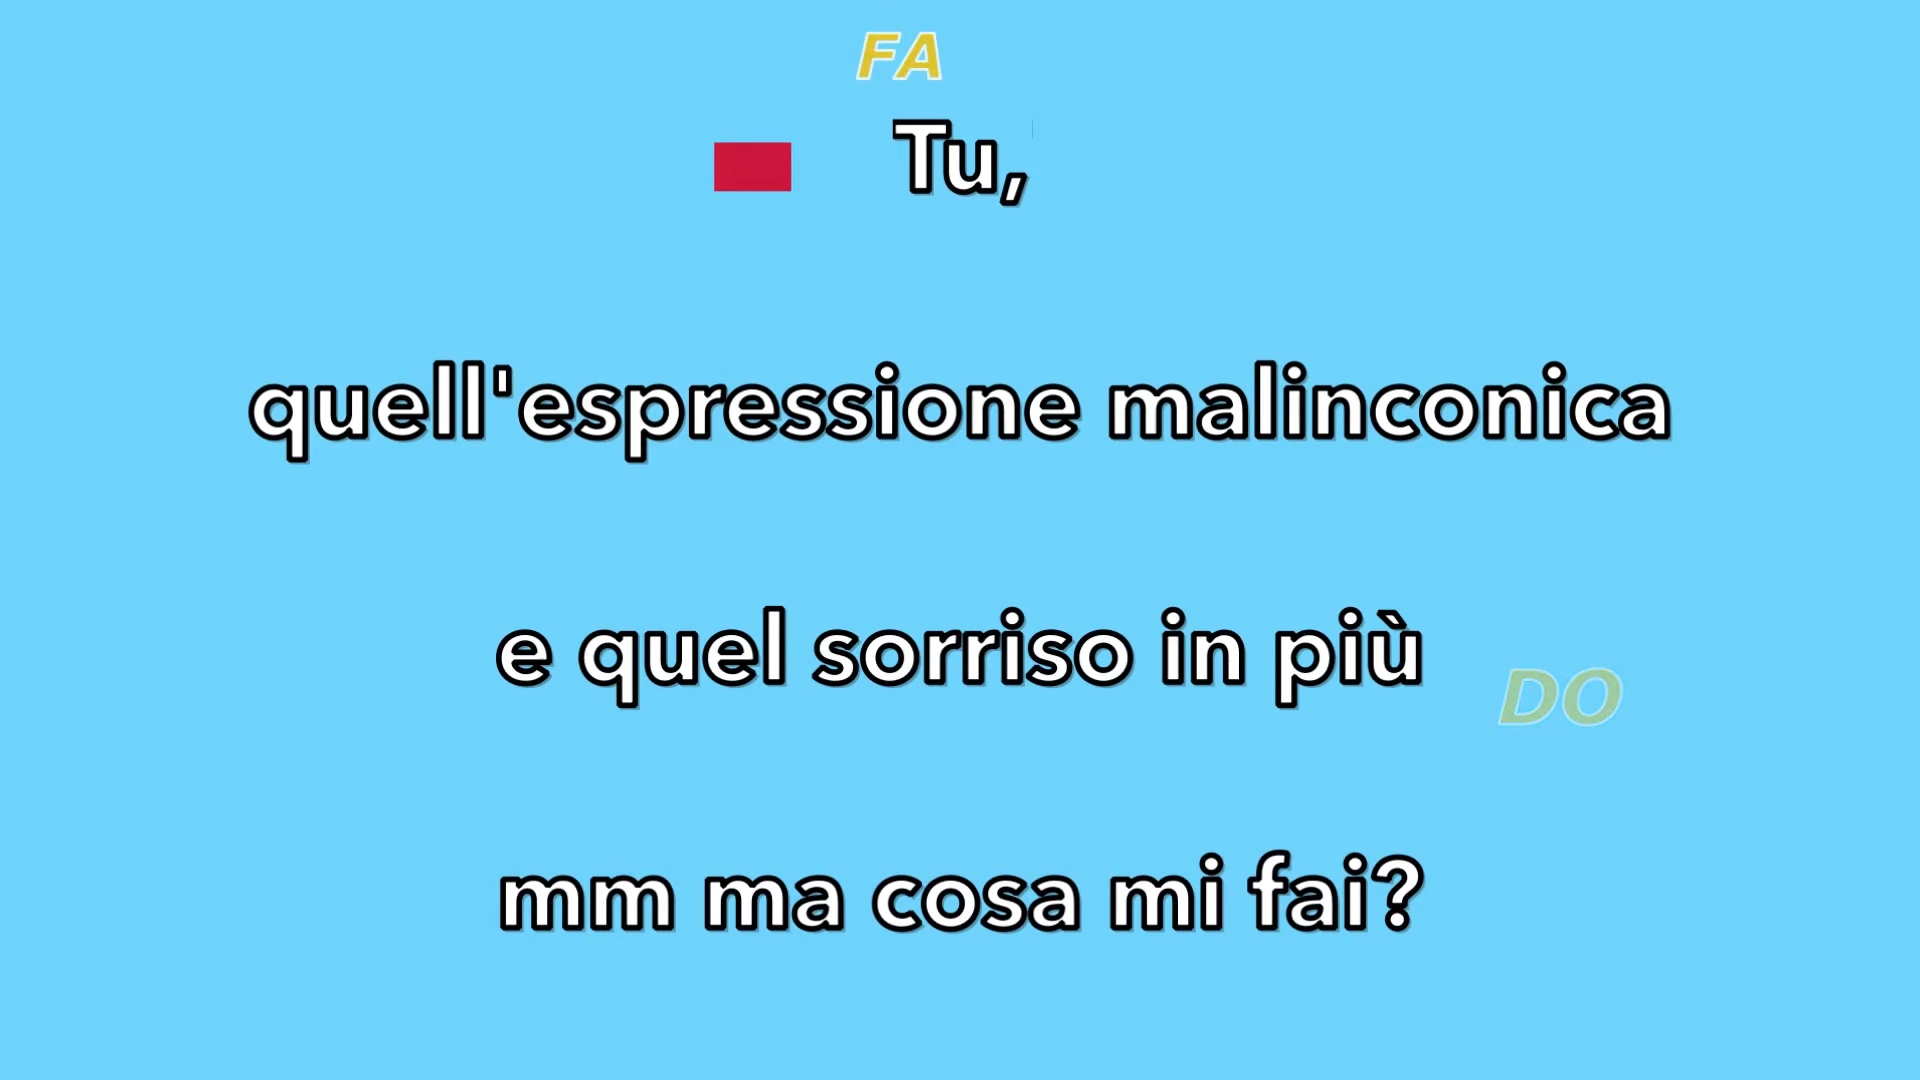 FA
Tu,
quell'espressione malinconica
e quel sorriso in più
DO
mm ma cosa mi fai?